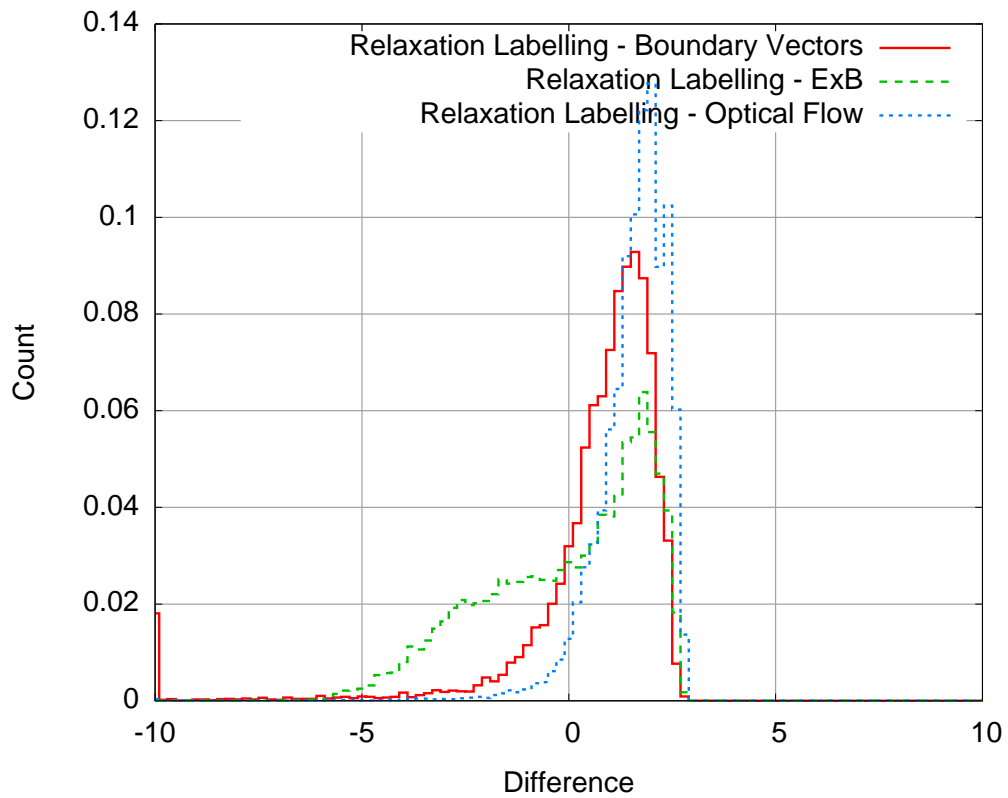 0.14
Relaxation Labelling - Boundary Vectors
Relaxation Labelling - ExB
0.12
Relaxation Labelling - Optical Flow
0.1
0.08
Count
0.06
0.04
0.02
0
-10 -5 0 5 10
Difference